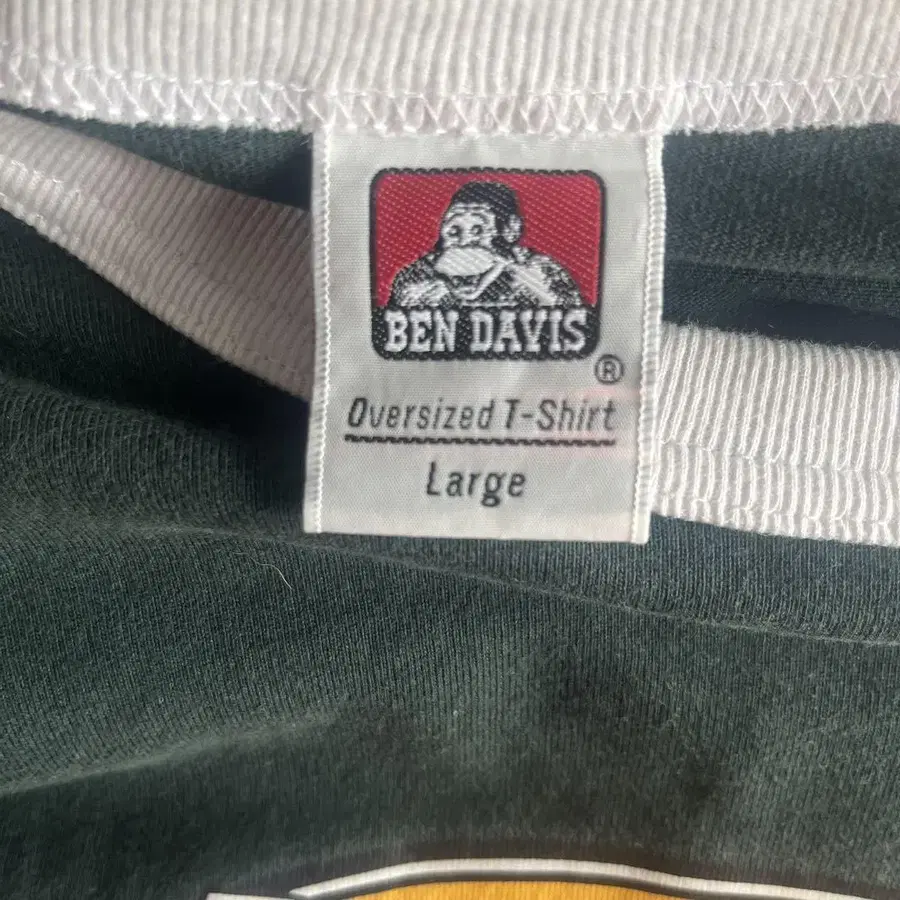 BEN DAVIS
®
Oversized T-Shirt
Large